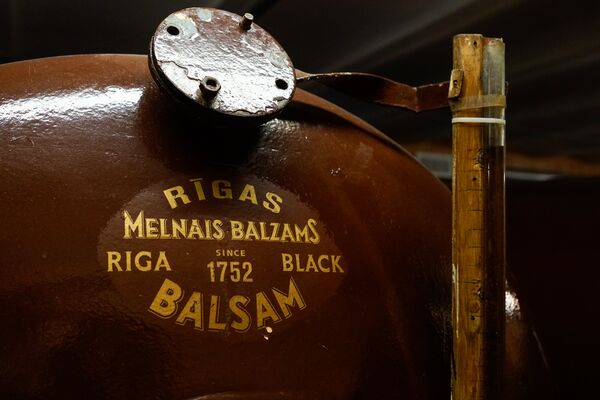 RĪGAS
MELNAIS BALZAMS
RIGA SINCE 1752 BLACK
BALSAM